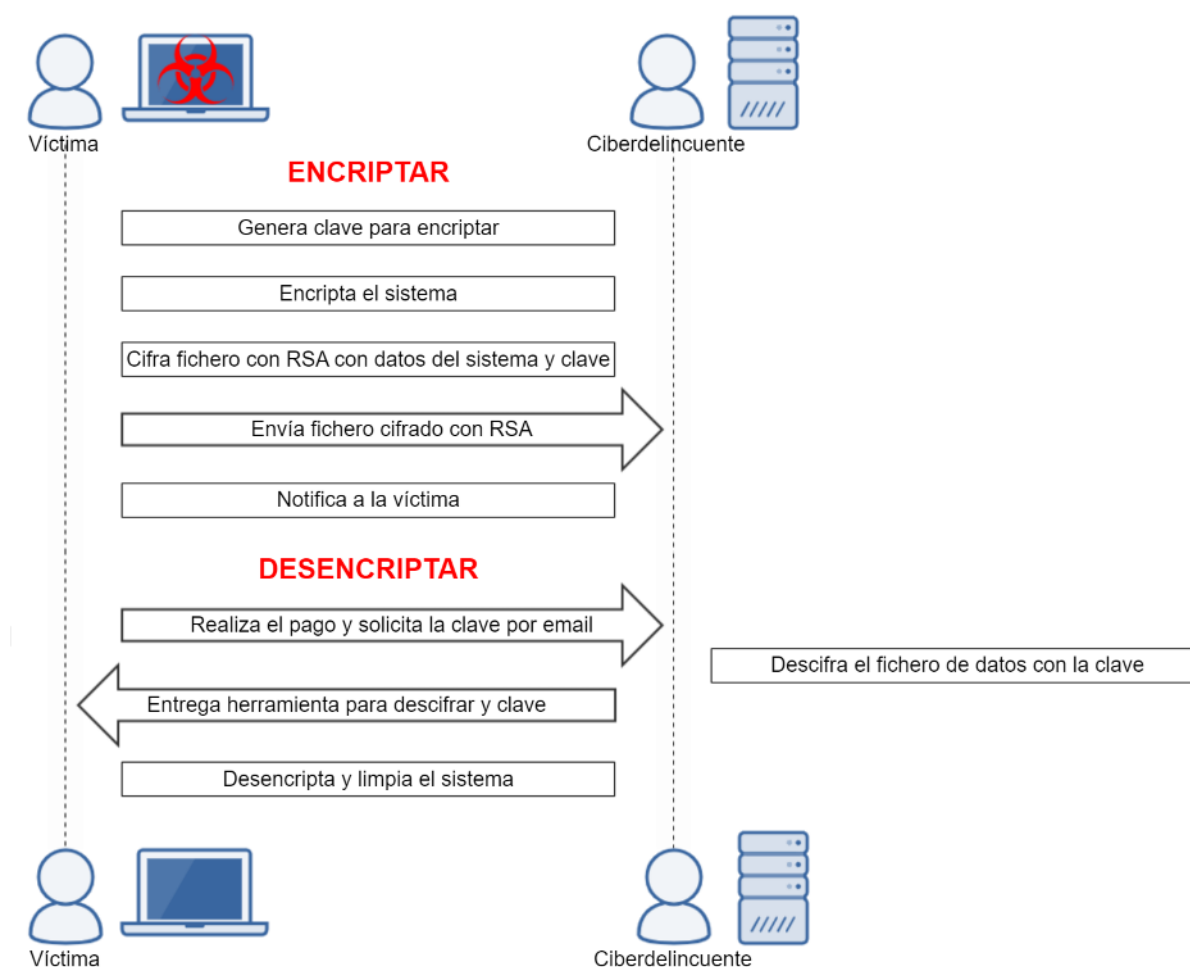 Víctima
Ciberdelincuente
ENCRIPTAR
Genera clave para encriptar
Encripta el sistema
Cifra fichero con RSA con datos del sistema y clave
Envía fichero cifrado con RSA
Notifica a la víctima
DESENCRIPTAR
Realiza el pago y solicita la clave por email
Descifra el fichero de datos con la clave
Entrega herramienta para descifrar y clave
Desencripta y limpia el sistema
Víctima
Ciberdelincuente